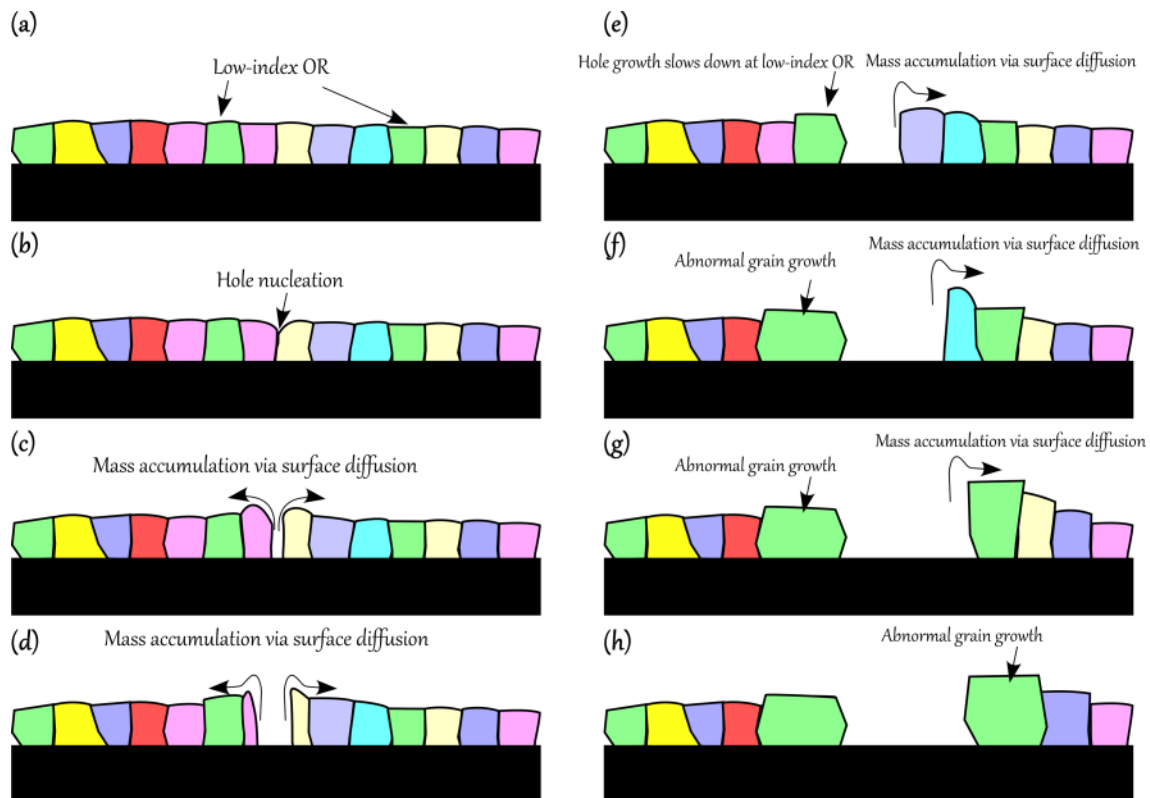 (a)
Low-index OR
(b)
Hole nucleation
(c)
Mass accumulation via surface diffusion
(d)
Mass accumulation via surface diffusion
(e)
Hole growth slows down at low-index OR
Mass accumulation via surface diffusion
(f)
Mass accumulation via surface diffusion
Abnormal grain growth
(g)
Mass accumulation via surface diffusion
Abnormal grain growth
(h)
Abnormal grain growth